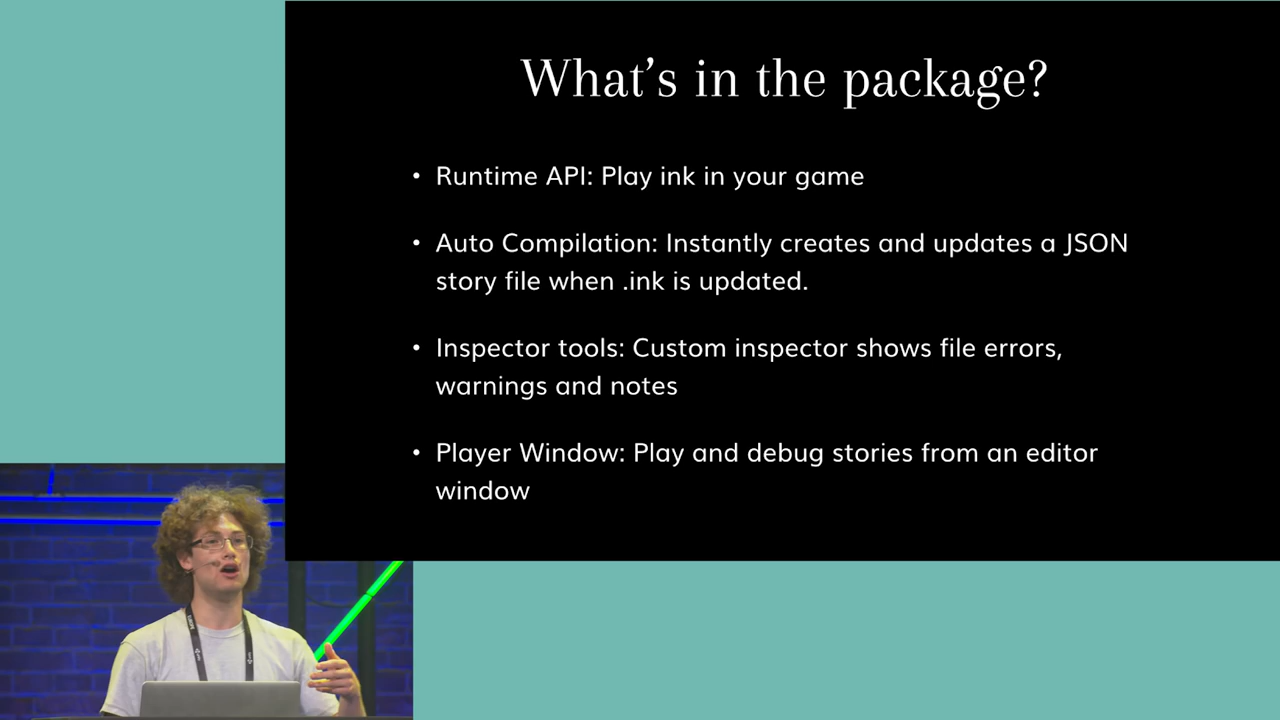 What's in the package?
• Runtime API: Play ink in your game
• Auto Compilation: Instantly creates and updates a JSON
story file when .ink is updated.
• Inspector tools: Custom inspector shows file errors,
warnings and notes
• Player Window: Play and debug stories from an editor
window